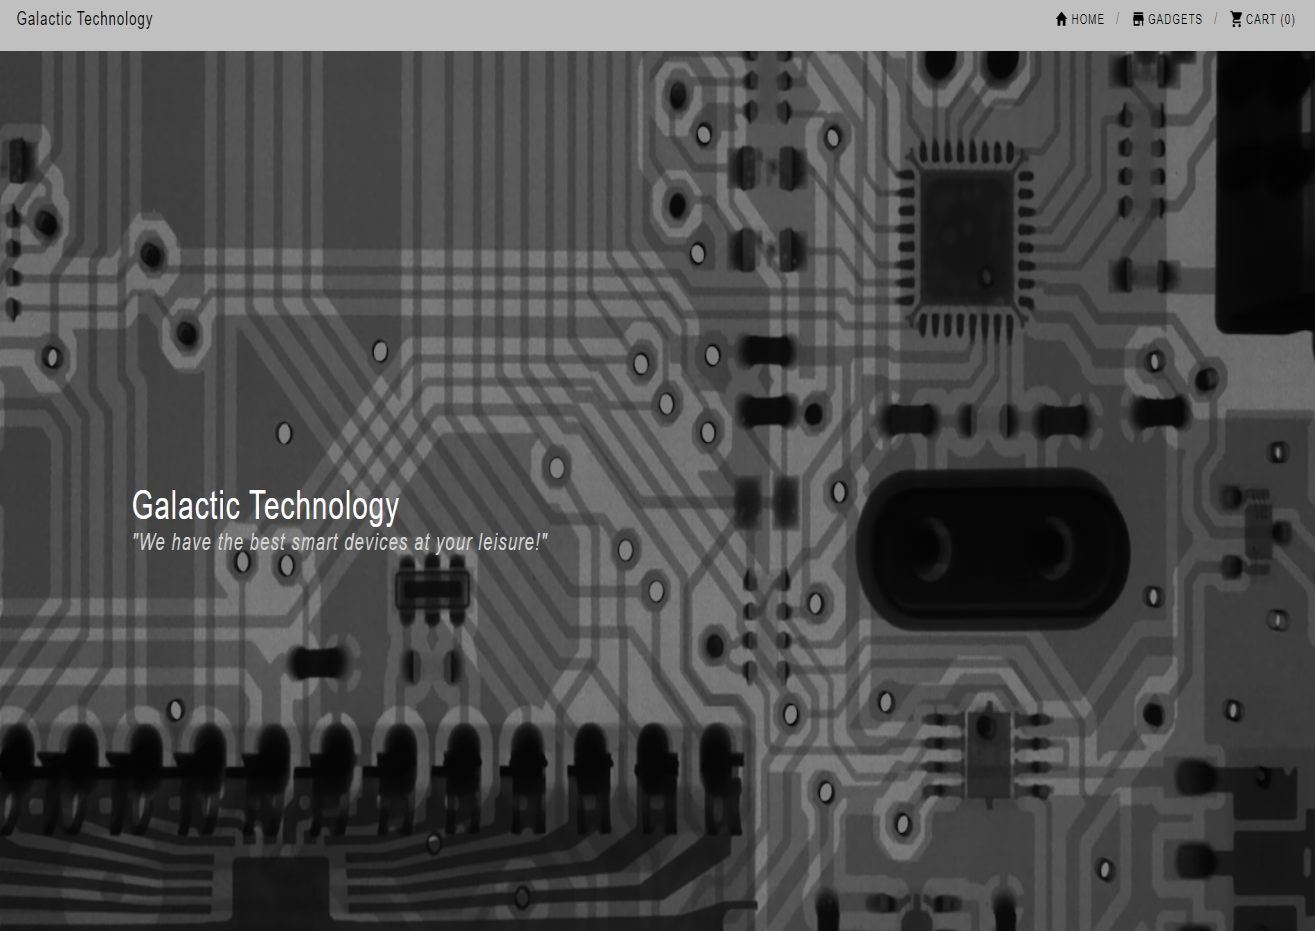 Galactic Technology
HOME / GADGETS / CART (0)
Galactic Technology
"We have the best smart devices at your leisure!"